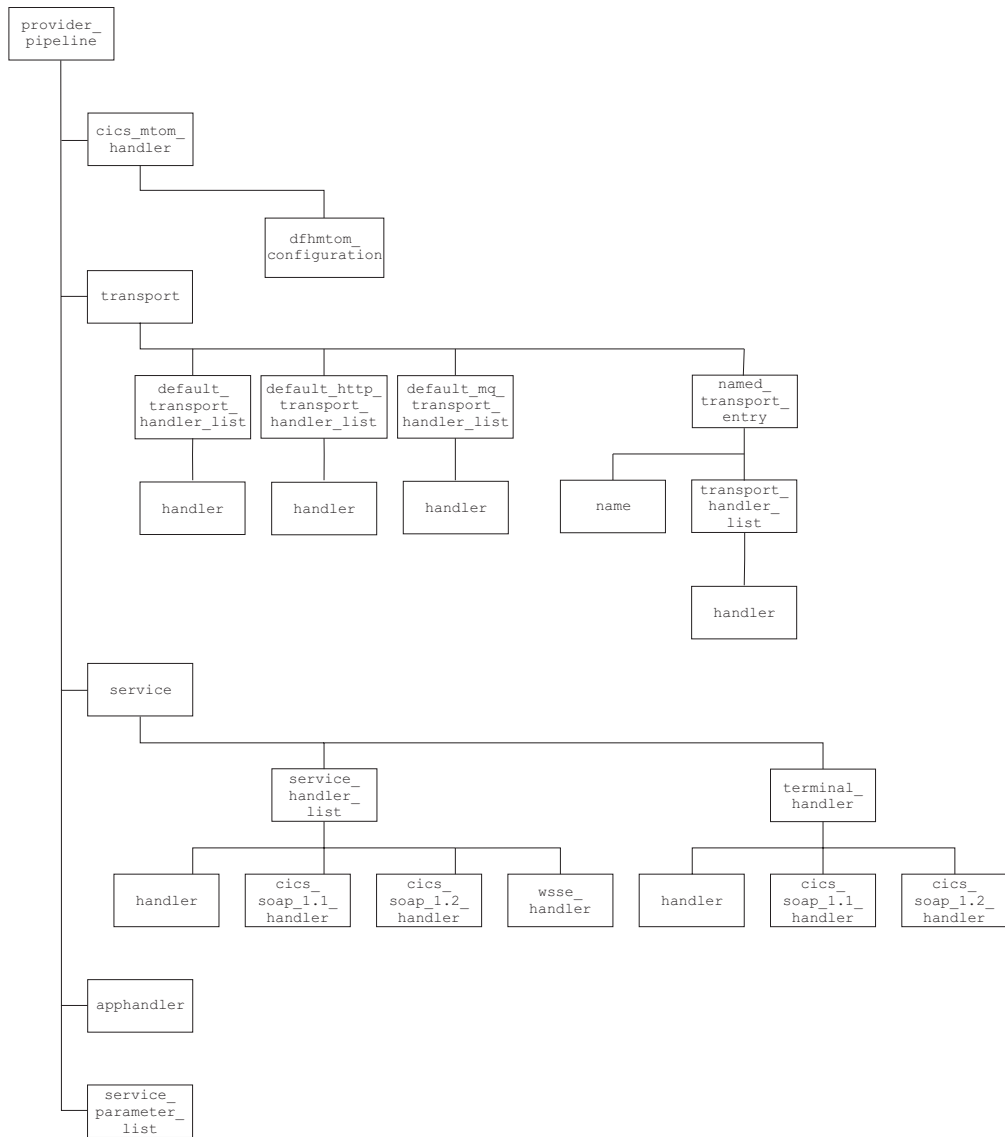 provider_
pipeline
cics_mtom_
handler
dfhmtom_
configuration
transport
default_
transport_
handler_list
default_http_
transport_
handler_list
default_mq_
transport_
handler_list
named_
transport_
entry
handler
handler
handler
name
transport_
handler_
list
handler
service
service_
handler_
list
terminal_
handler
handler
cics_
soap_1.1_
handler
cics_
soap_1.2_
handler
wsse_
handler
handler
cics_
soap_1.1_
handler
cics_
soap_1.2_
handler
apphandler
service_
parameter_
list